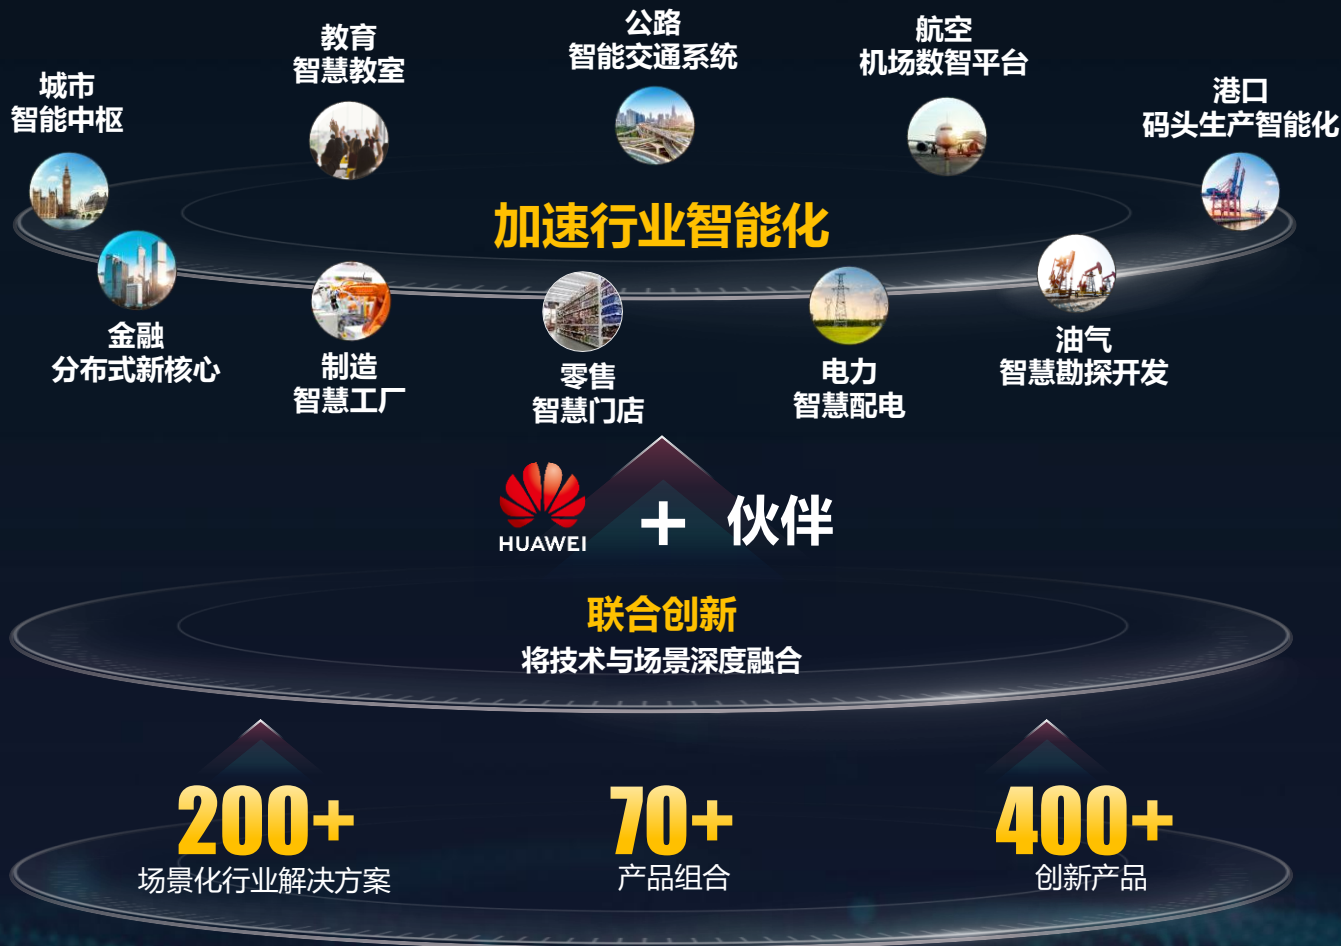 教育
智慧教室
公路
智能交通系统
航空
机场数智平台
城市
智能中枢
港口
码头生产智能化
加速行业智能化
金融
分布式新核心
制造
智慧工厂
零售
智慧门店
电力
智慧配电
油气
智慧勘探开发
HUAWEI
+ 伙伴
联合创新
将技术与场景深度融合
200+
场景化行业解决方案
70+
产品组合
400+
创新产品